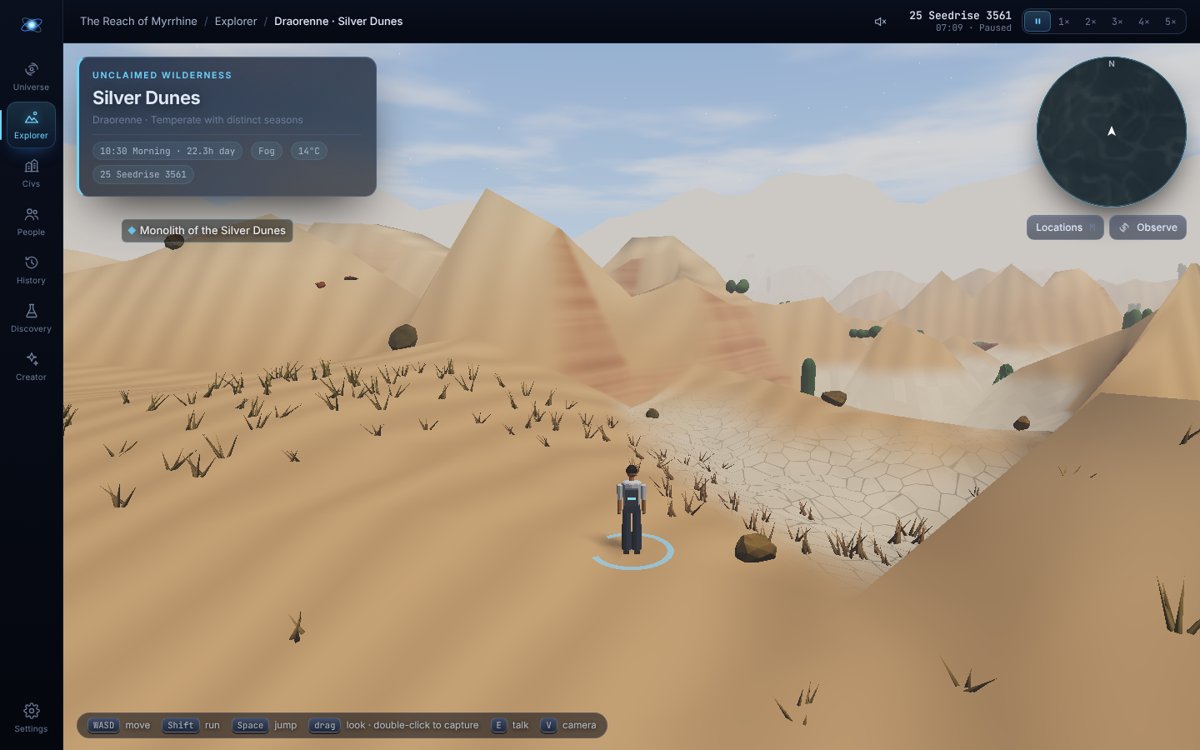 The Reach of Myrrhine / Explorer / Draorenne · Silver Dunes
25 Seedrise 3561
07:09 · Paused
1× 2× 3× 4× 5×
Universe
Explorer
Civs
People
History
Discovery
Creator
Settings
UNCLAIMED WILDERNESS
Silver Dunes
Draorenne · Temperate with distinct seasons
10:30 Morning · 22.3h day Fog 14°C
25 Seedrise 3561
Monolith of the Silver Dunes
N
Locations M Observe
WASD move Shift run Space jump drag look · double-click to capture E talk V camera